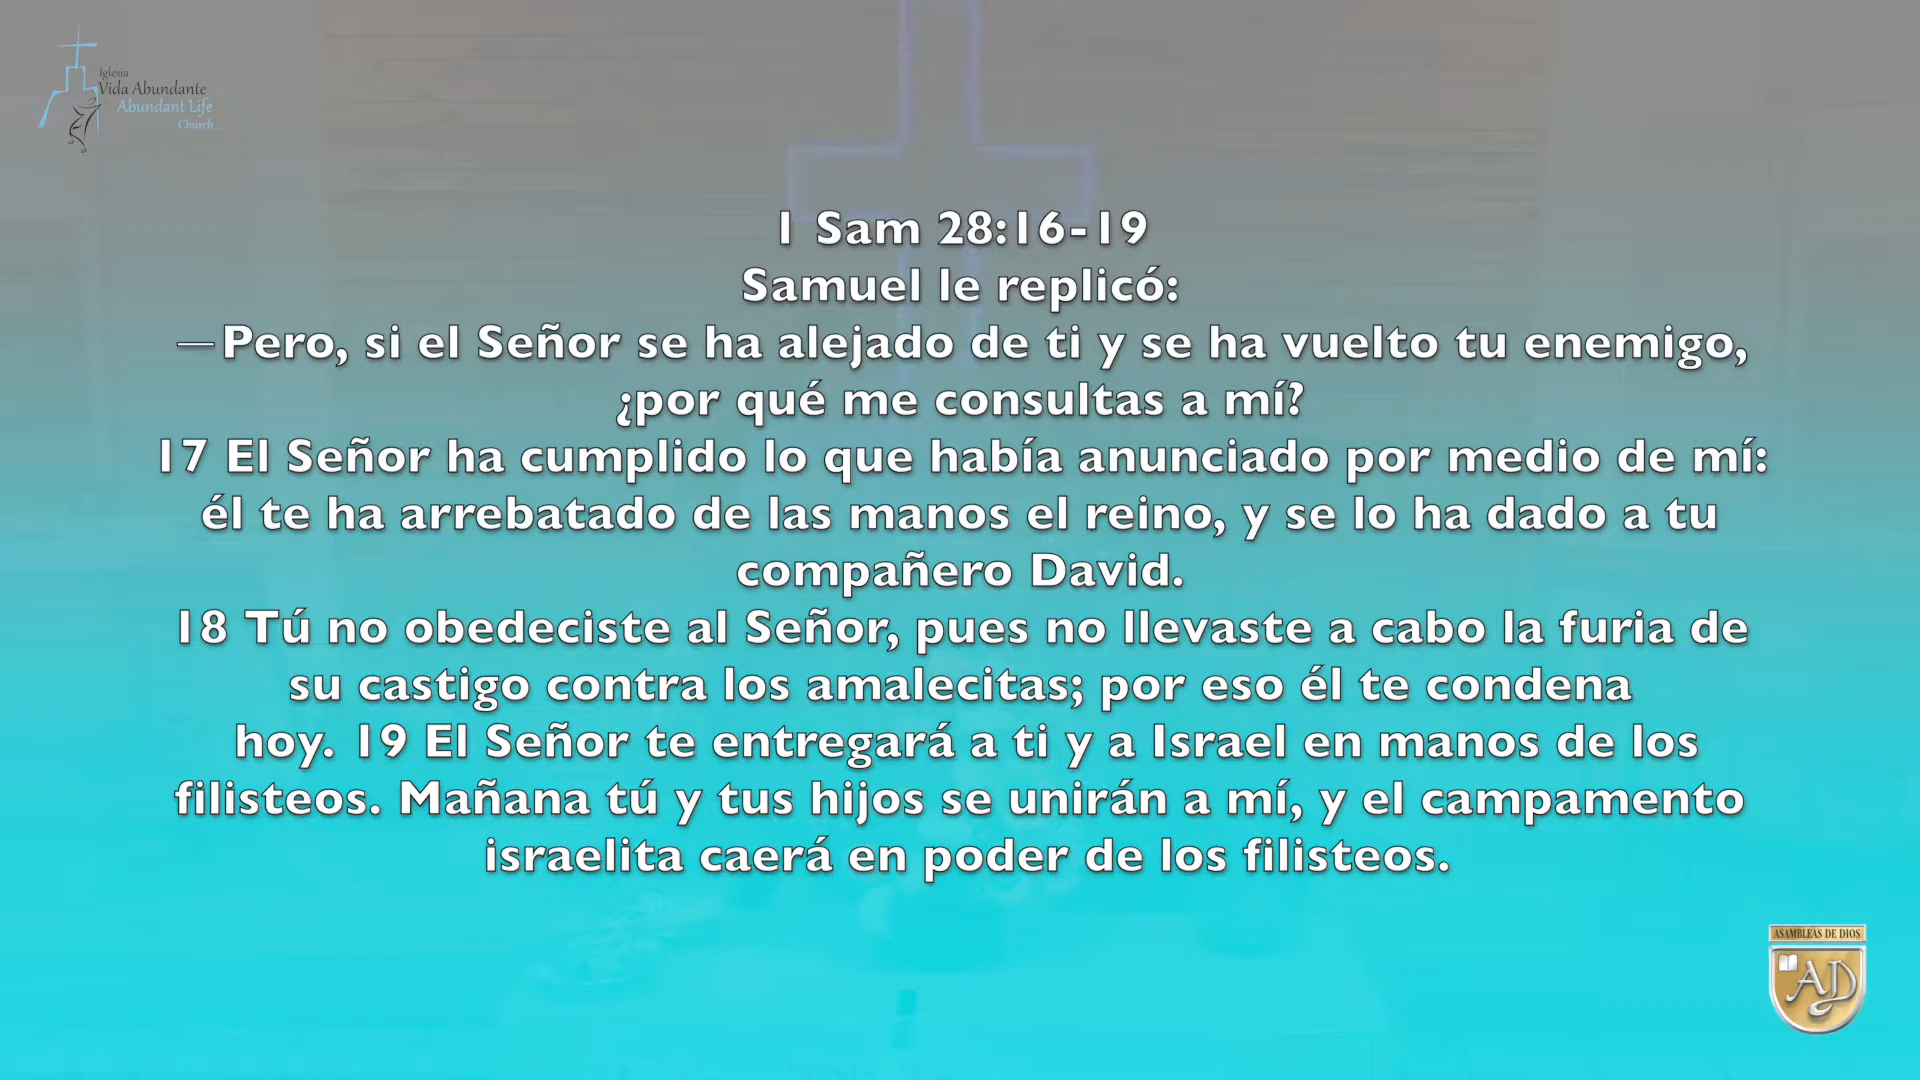 Iglesia
Vida Abundante
Abundant Life
Church
1 Sam 28:16-19
Samuel le replicó:
—Pero, si el Señor se ha alejado de ti y se ha vuelto tu enemigo,
¿por qué me consultas a mí?
17 El Señor ha cumplido lo que había anunciado por medio de mí:
él te ha arrebatado de las manos el reino, y se lo ha dado a tu
compañero David.
18 Tú no obedeciste al Señor, pues no llevaste a cabo la furia de
su castigo contra los amalecitas; por eso él te condena
hoy. 19 El Señor te entregará a ti y a Israel en manos de los
filisteos. Mañana tú y tus hijos se unirán a mí, y el campamento
israelita caerá en poder de los filisteos.
ASAMBLEAS DE DIOS
AD